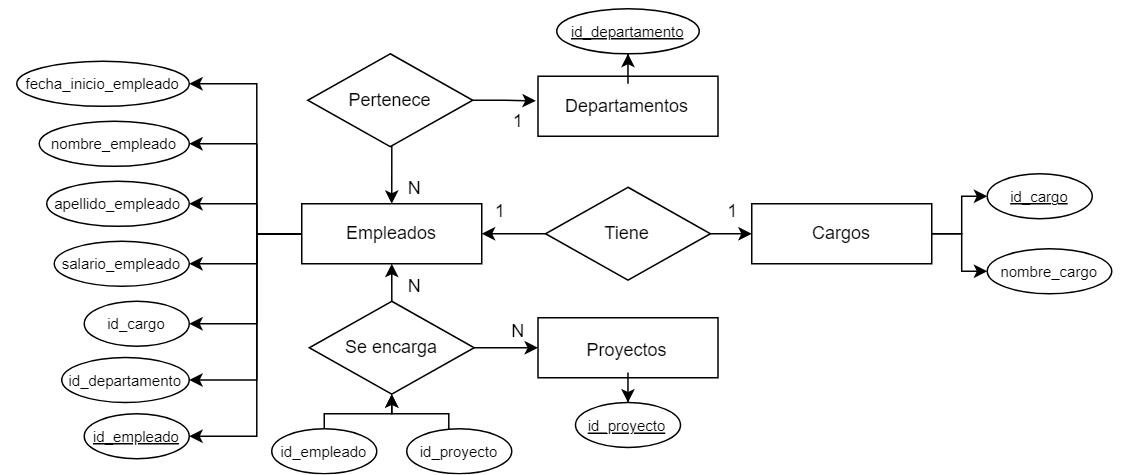 id_departamento
fecha_inicio_empleado
Pertenece
Departamentos
1
nombre_empleado
N
apellido_empleado
1
1
id_cargo
Empleados
Tiene
Cargos
salario_empleado
nombre_cargo
N
id_cargo
N
Se encarga
Proyectos
id_departamento
id_proyecto
id_empleado
id_empleado
id_proyecto